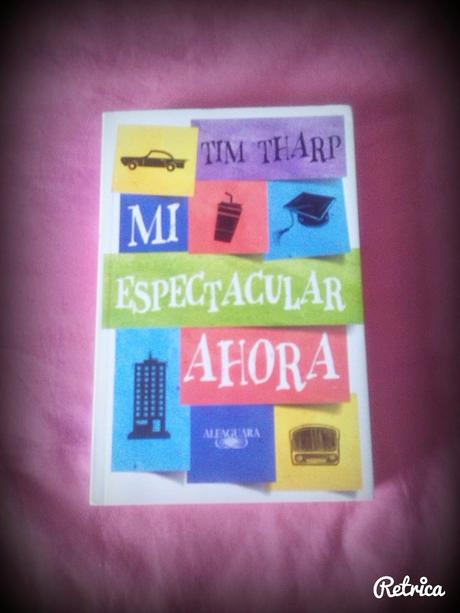 TIM THARP
MI
ESPECTACULAR
AHORA
ALFAGUARA
Retrica